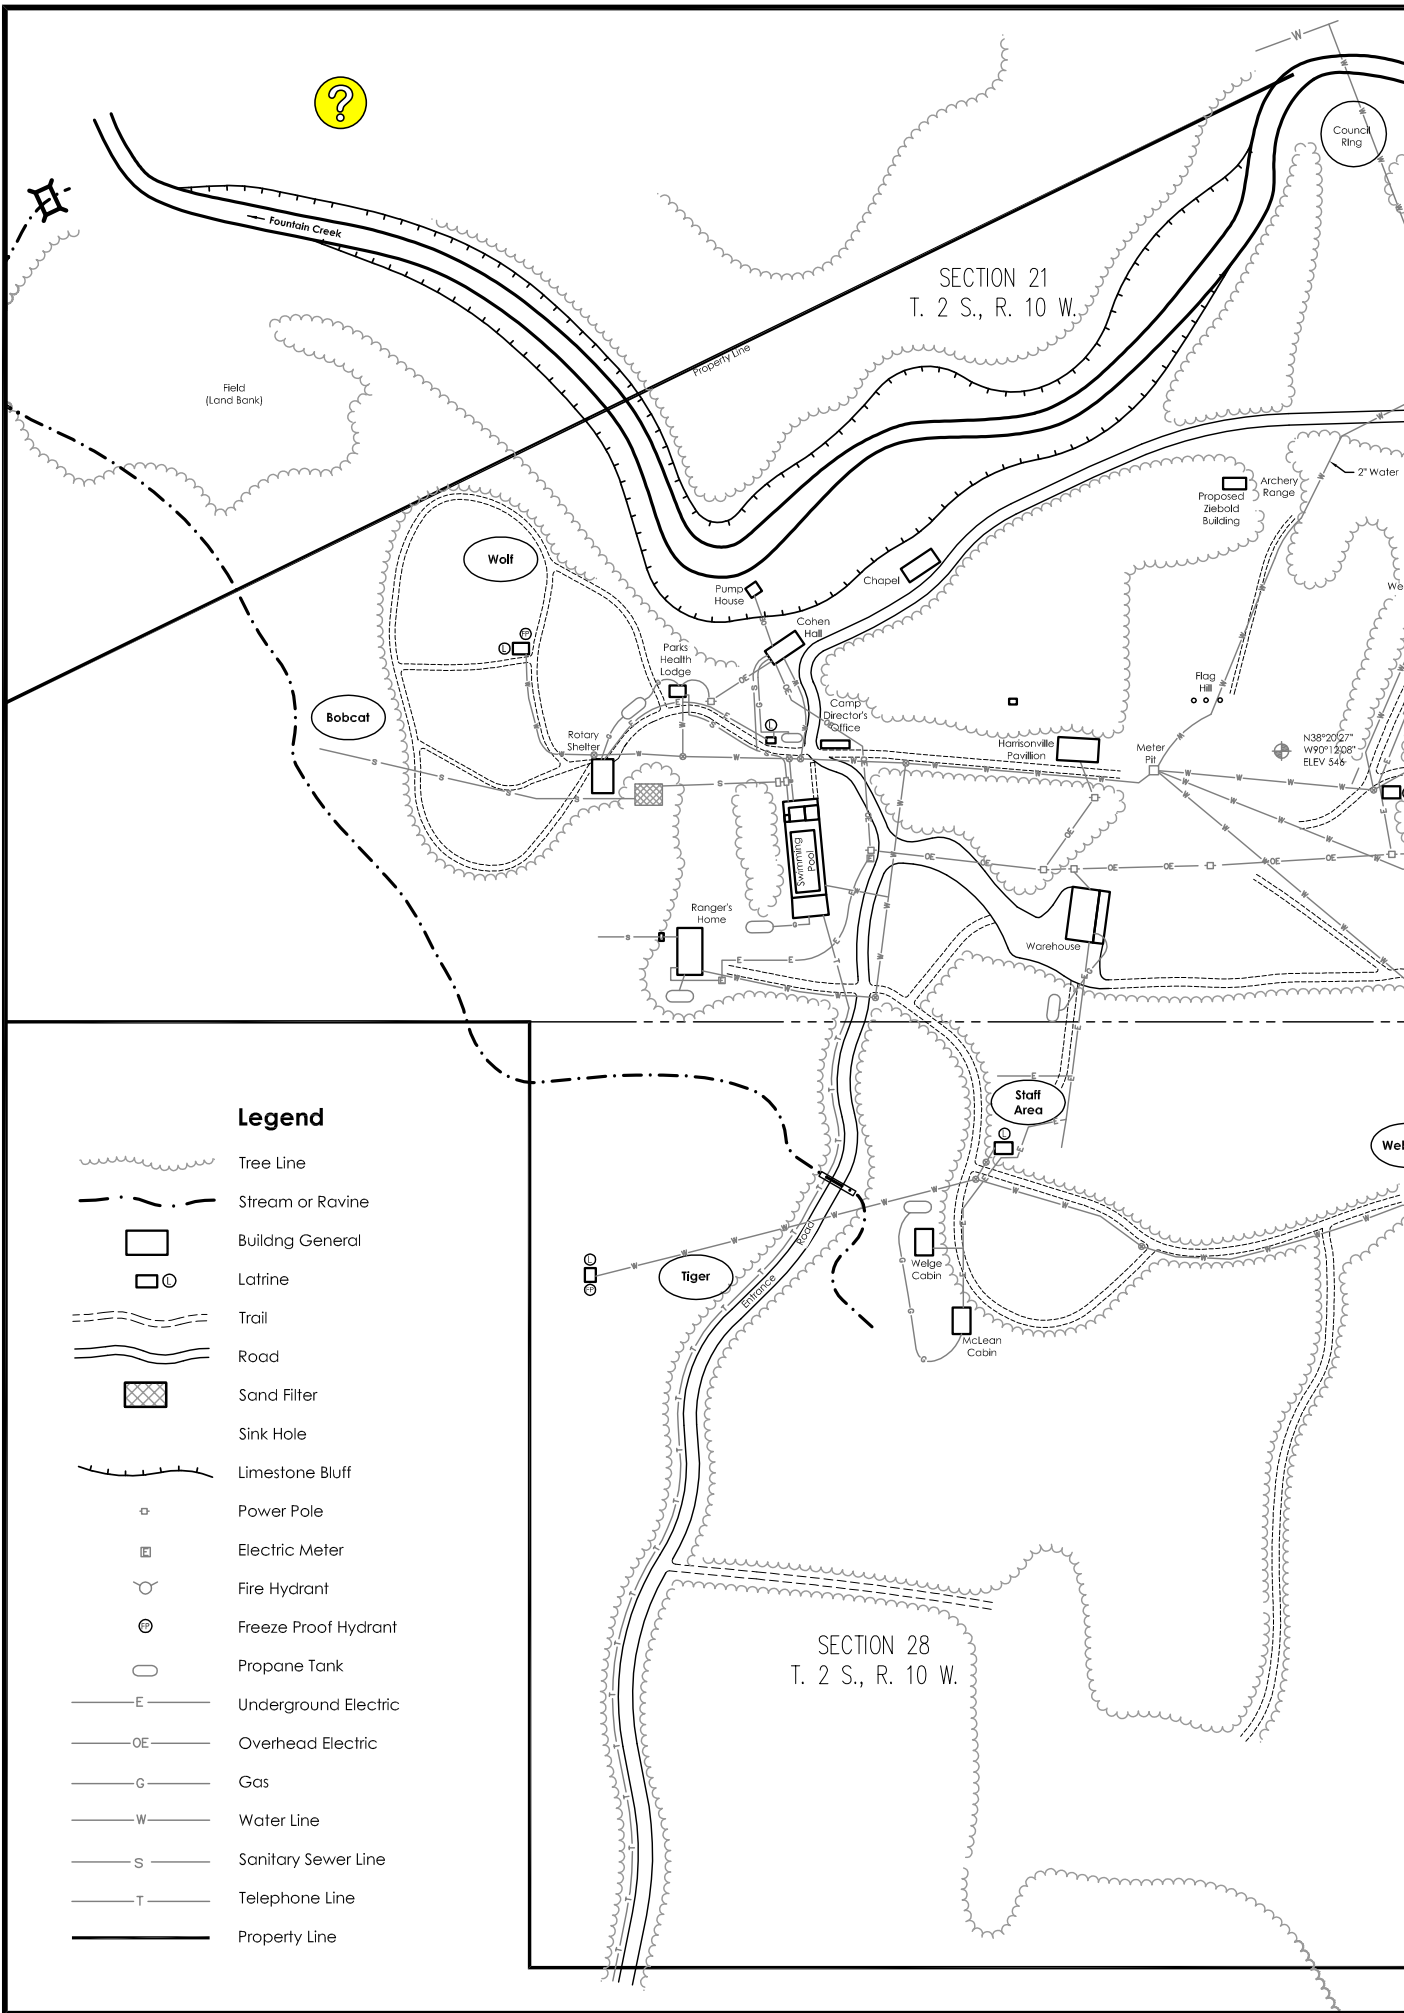 ?
W
Council
Ring
Fountain Creek
SECTION 21
T. 2 S., R. 10 W.
Property Line
Field
(Land Bank)
2" Water
Archery
Range
Proposed
Ziebold
Building
Wolf
Chapel
Pump
House
Cohen
Hall
Parks
Health
Lodge
Flag
Hill
Bobcat
Camp
Director's
Office
Rotary
Shelter
Harrisonville
Pavillion
Meter
Pit
N38°20'27"
W90°12'08"
ELEV 546
Swimming
Pool
Ranger's
Home
Warehouse
Staff
Area
Tiger
Entrance
Road
Welge
Cabin
McLean
Cabin
SECTION 28
T. 2 S., R. 10 W.
Legend
Tree Line
Stream or Ravine
Buildng General
L
Latrine
Trail
Road
Sand Filter
Sink Hole
Limestone Bluff
Power Pole
E
Electric Meter
Fire Hydrant
FP
Freeze Proof Hydrant
Propane Tank
E
Underground Electric
OE
Overhead Electric
G
Gas
W
Water Line
S
Sanitary Sewer Line
T
Telephone Line
Property Line